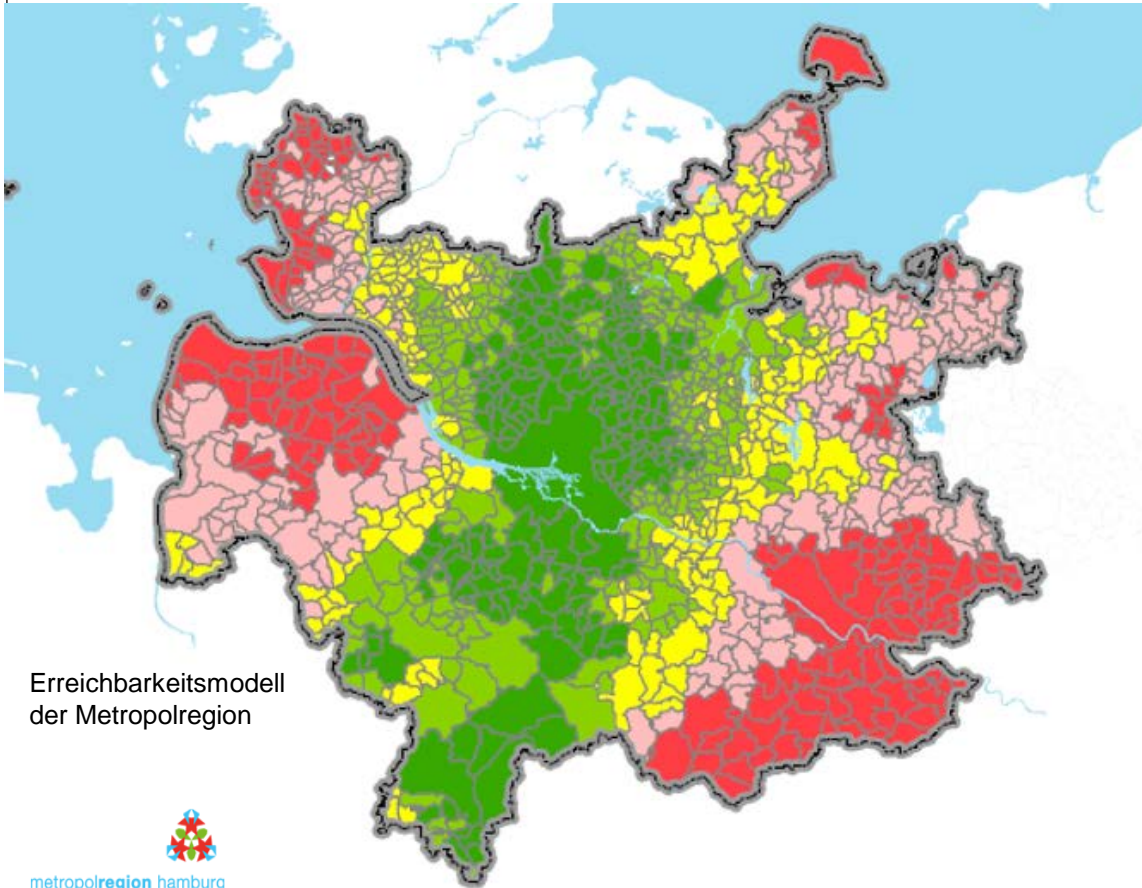 Erreichbarkeitsmodell
der Metropolregion
metropolregion hamburg